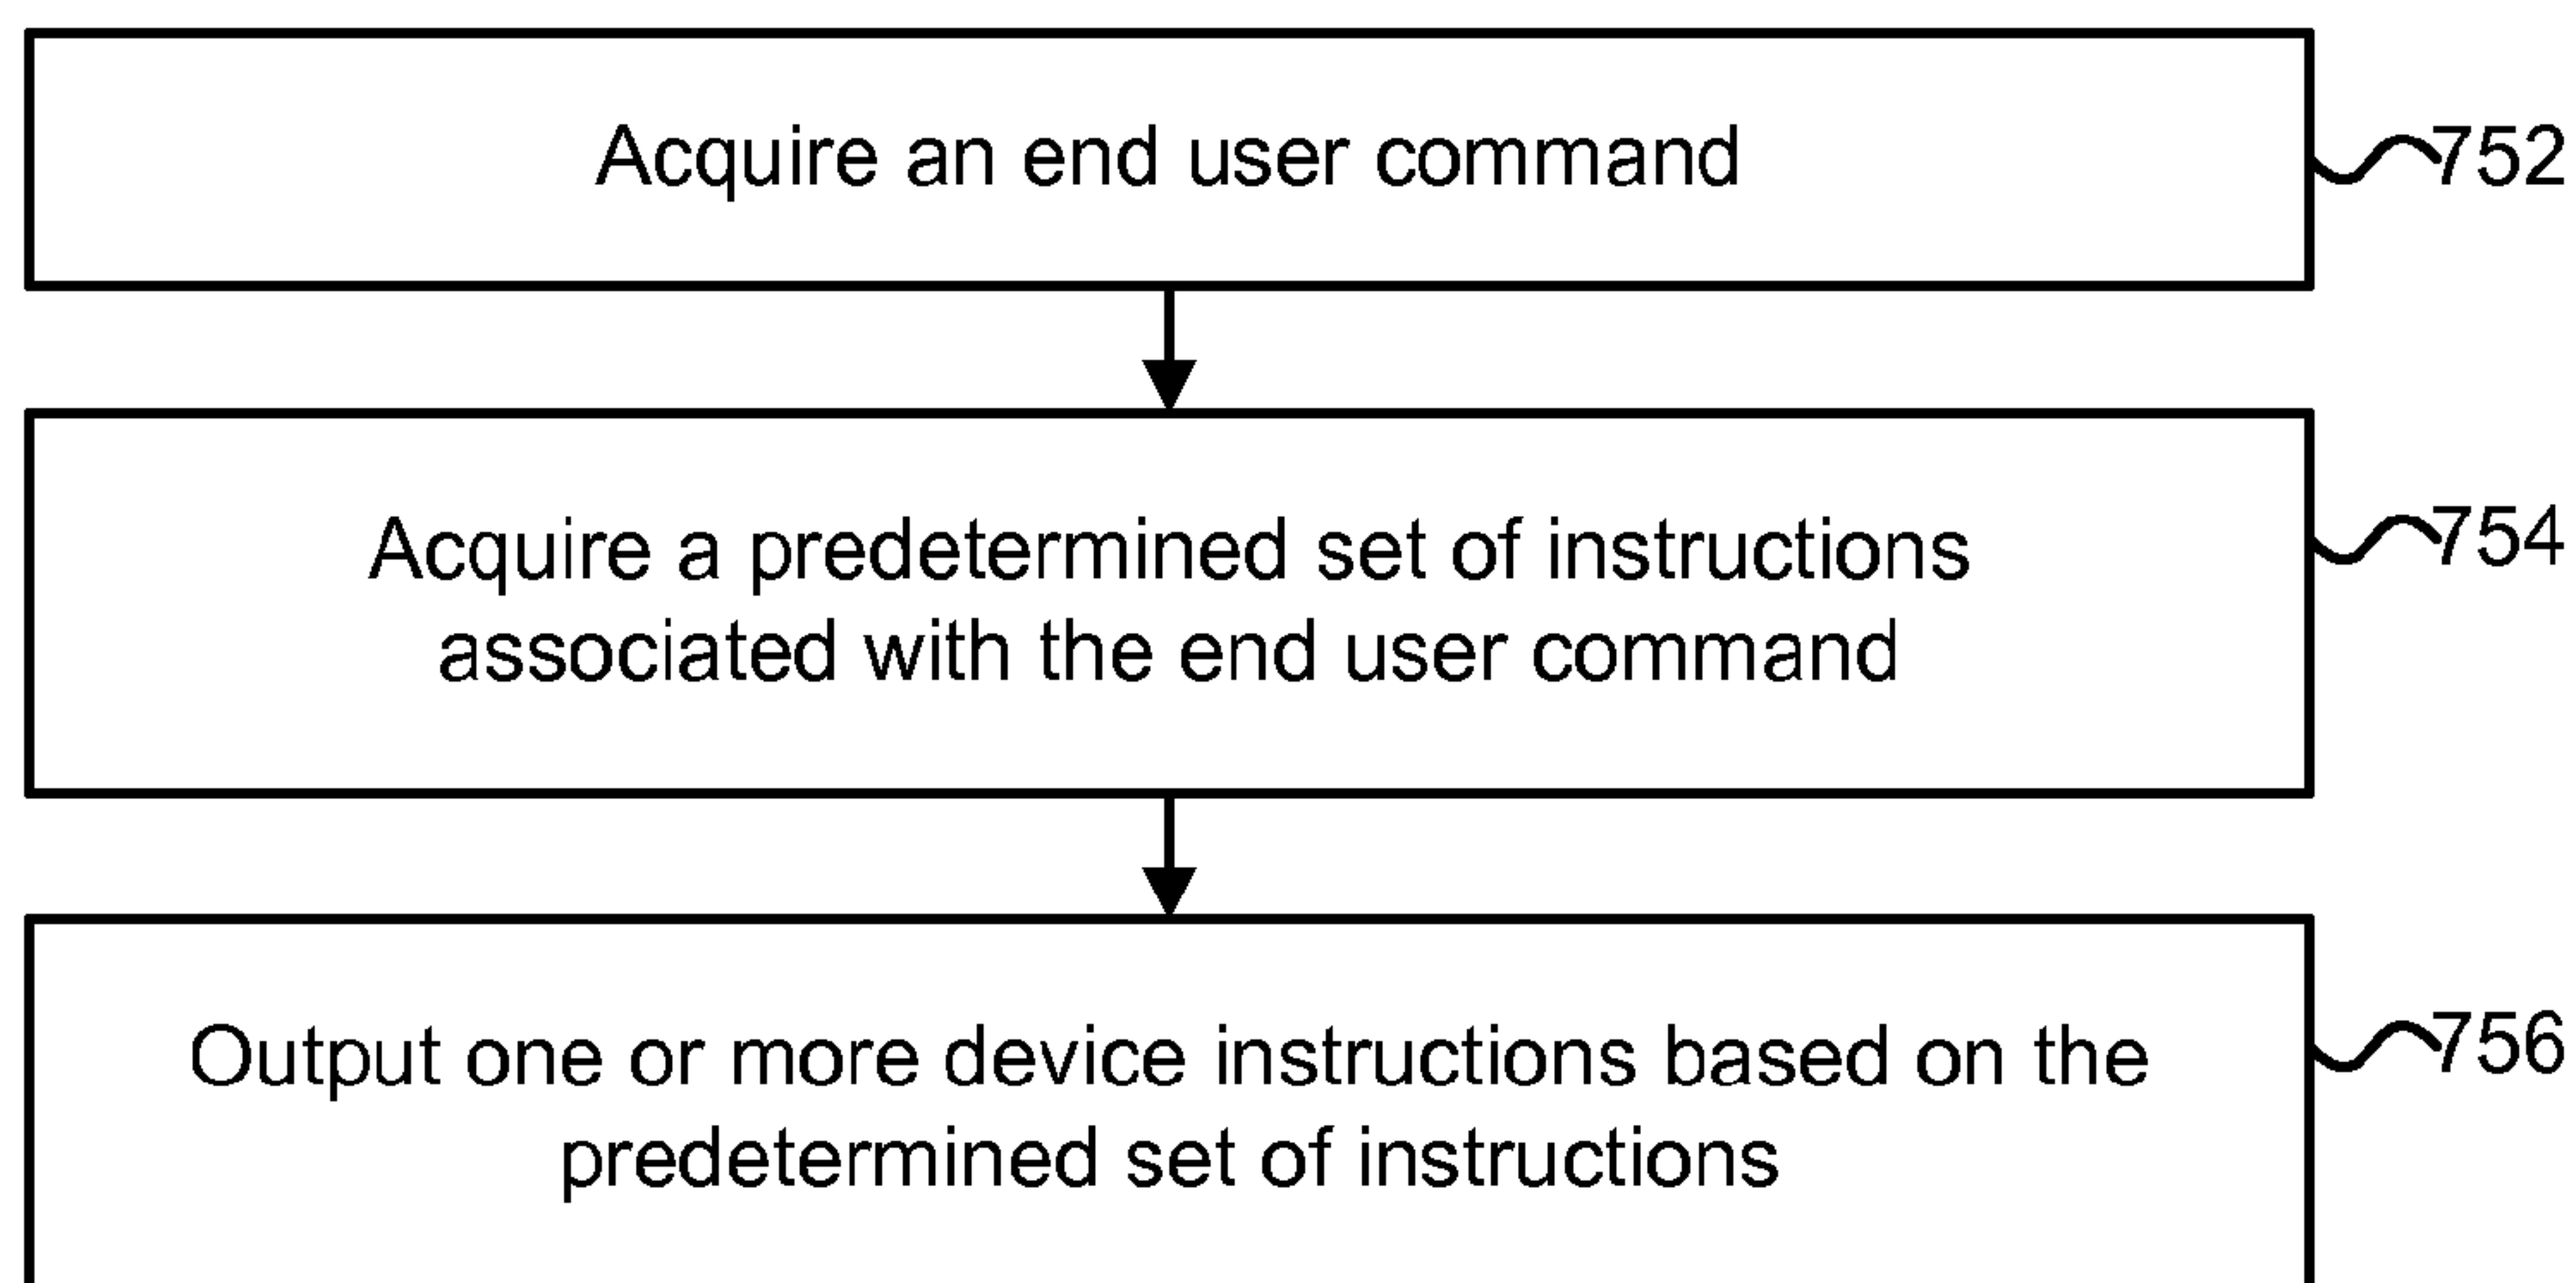 Acquire an end user command
752
Acquire a predetermined set of instructions
associated with the end user command
754
Output one or more device instructions based on the
predetermined set of instructions
756